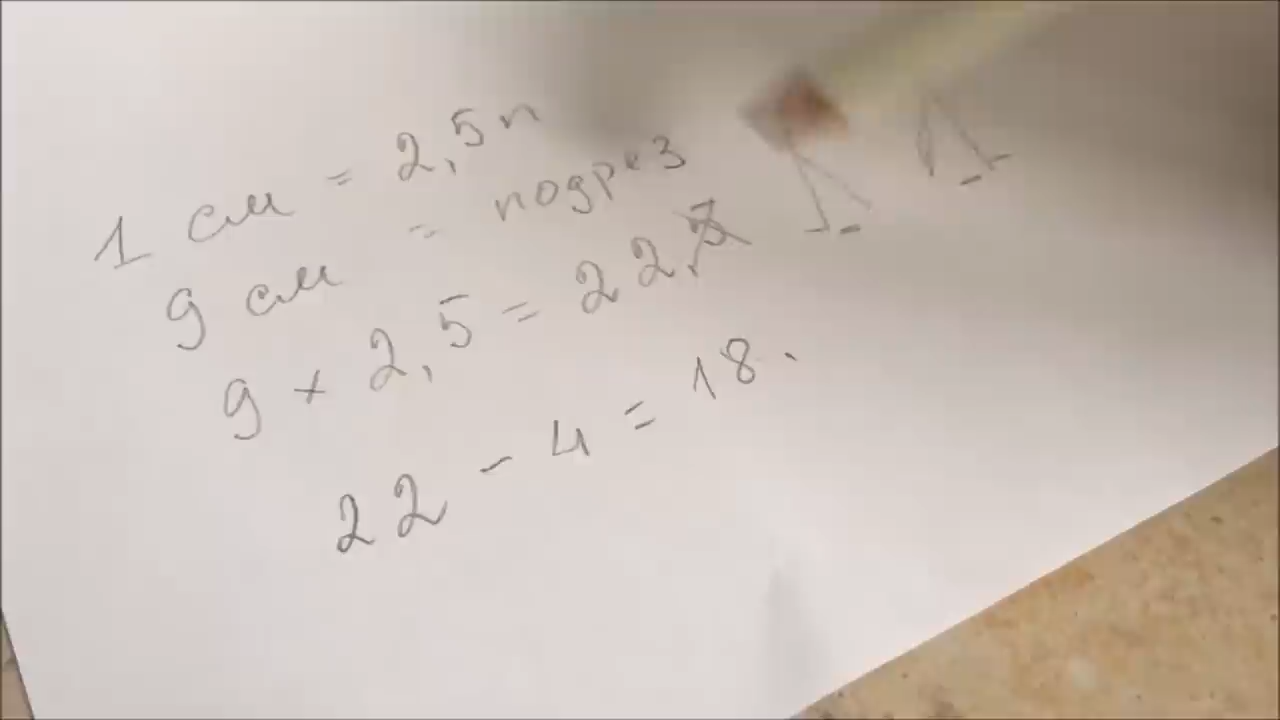 1 см = 2,5 п
9 см = подрез
9 × 2,5 = 22,5
22 - 4 = 18.